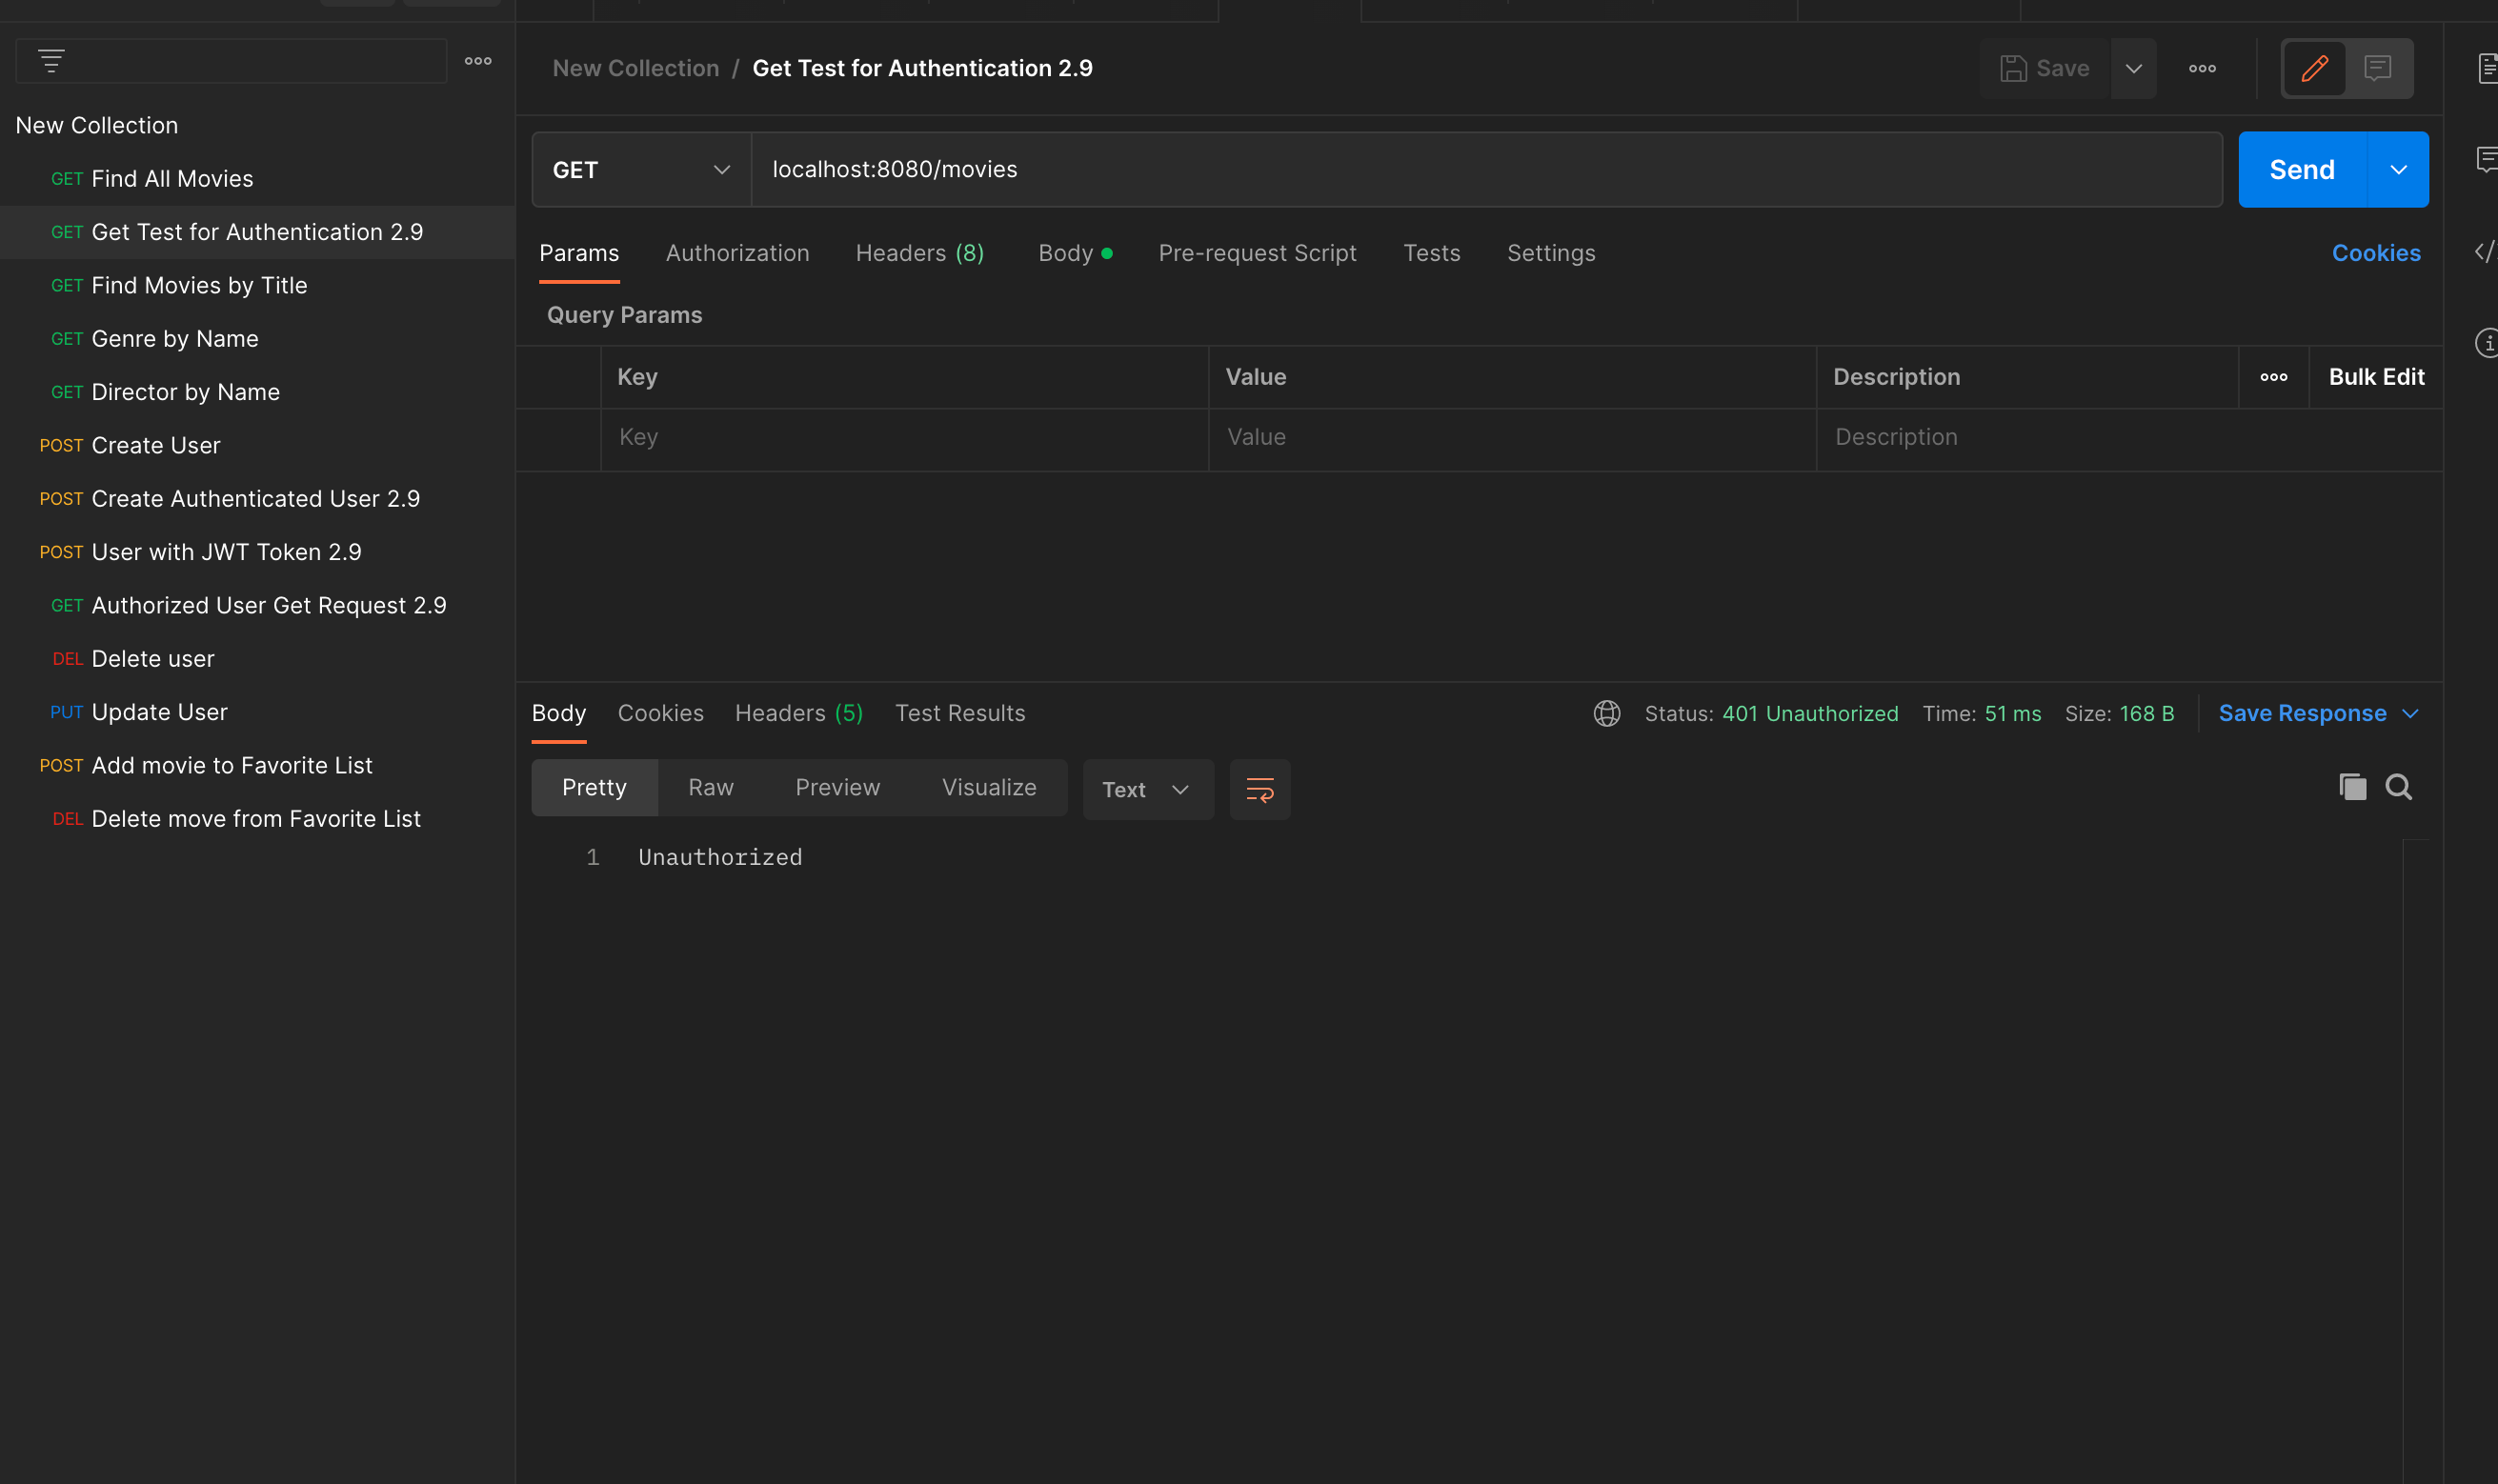 New Collection
GET Find All Movies
GET Get Test for Authentication 2.9
GET Find Movies by Title
GET Genre by Name
GET Director by Name
POST Create User
POST Create Authenticated User 2.9
POST User with JWT Token 2.9
GET Authorized User Get Request 2.9
DEL Delete user
PUT Update User
POST Add movie to Favorite List
DEL Delete move from Favorite List
New Collection / Get Test for Authentication 2.9
Save
GET localhost:8080/movies Send
Params Authorization Headers (8) Body Pre-request Script Tests Settings Cookies
Query Params
Key Value Description Bulk Edit
Key Value Description
Body Cookies Headers (5) Test Results Status: 401 Unauthorized Time: 51 ms Size: 168 B Save Response
Pretty Raw Preview Visualize Text
1 Unauthorized